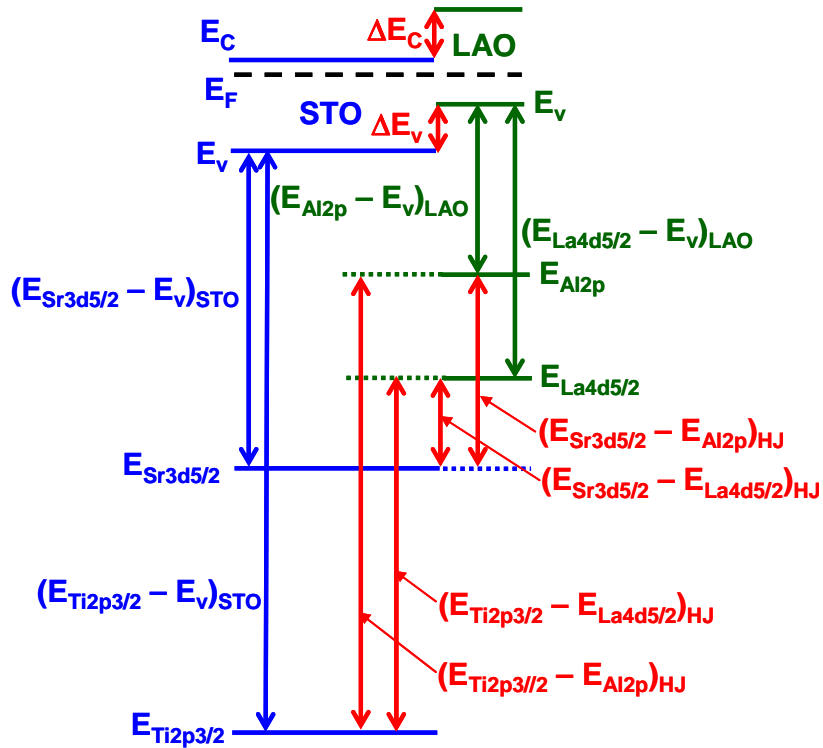 ΔE_C
LAO
E_C
E_F
STO
E_v
ΔE_v
E_v
(E_Al2p – E_v)_LAO
(E_La4d5/2 – E_v)_LAO
E_Al2p
(E_Sr3d5/2 – E_v)_STO
E_La4d5/2
(E_Sr3d5/2 – E_Al2p)_HJ
E_Sr3d5/2
(E_Sr3d5/2 – E_La4d5/2)_HJ
(E_Ti2p3/2 – E_v)_STO
(E_Ti2p3/2 – E_La4d5/2)_HJ
(E_Ti2p3//2 – E_Al2p)_HJ
E_Ti2p3/2